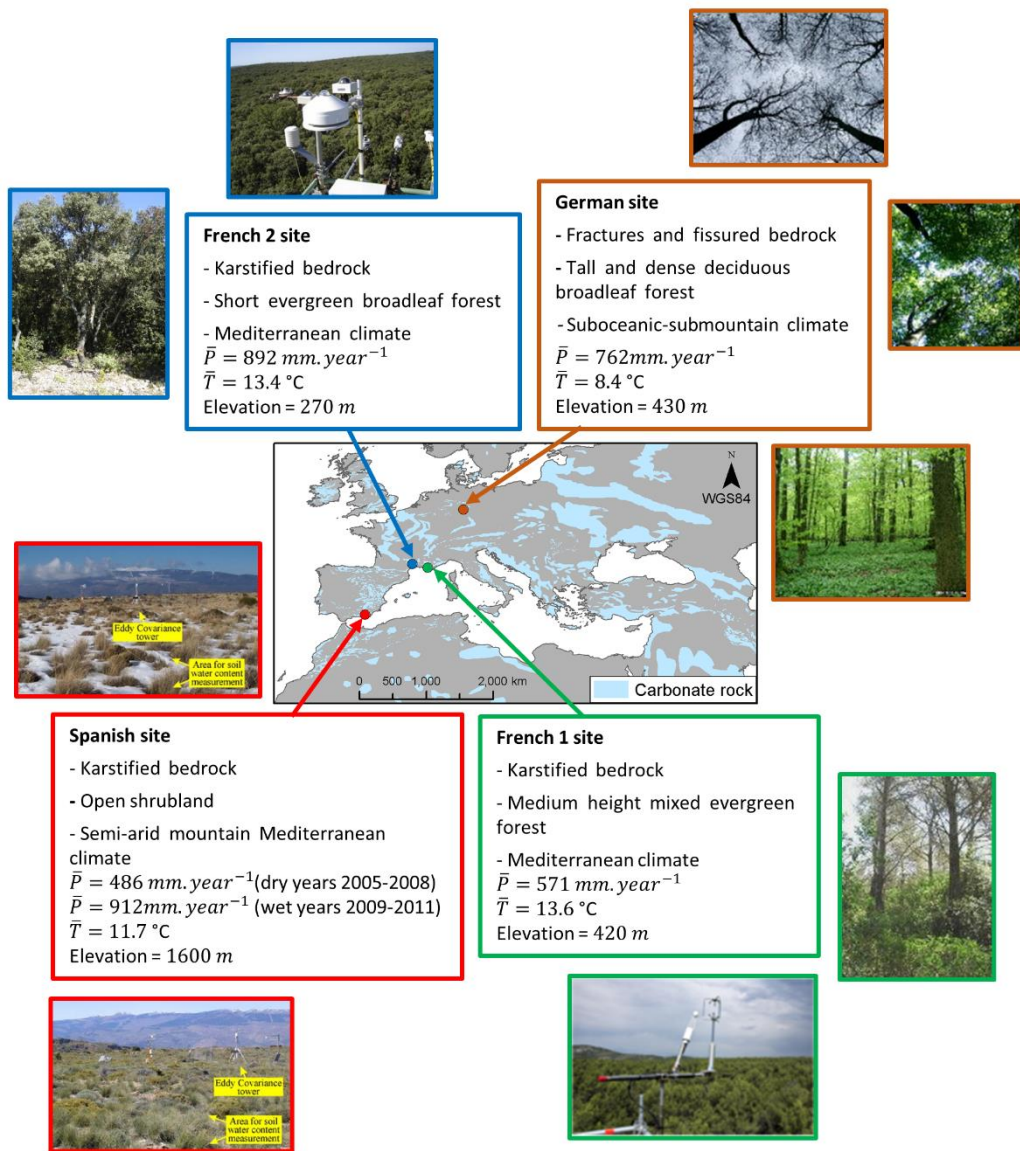 French 2 site
- Karstified bedrock
- Short evergreen broadleaf forest
- Mediterranean climate
P̄ = 892 mm. year⁻¹
T̄ = 13.4 °C
Elevation = 270 m
German site
- Fractures and fissured bedrock
- Tall and dense deciduous
broadleaf forest
- Suboceanic-submountain climate
P̄ = 762mm. year⁻¹
T̄ = 8.4 °C
Elevation = 430 m
N
WGS84
0 500 1,000 2,000 km
Carbonate rock
Eddy Covariance
tower
Area for soil
water content
measurement
Spanish site
- Karstified bedrock
- Open shrubland
- Semi-arid mountain Mediterranean
climate
P̄ = 486 mm. year⁻¹(dry years 2005-2008)
P̄ = 912mm. year⁻¹ (wet years 2009-2011)
T̄ = 11.7 °C
Elevation = 1600 m
French 1 site
- Karstified bedrock
- Medium height mixed evergreen
forest
- Mediterranean climate
P̄ = 571 mm. year⁻¹
T̄ = 13.6 °C
Elevation = 420 m
Eddy Covariance
tower
Area for soil
water content
measurement